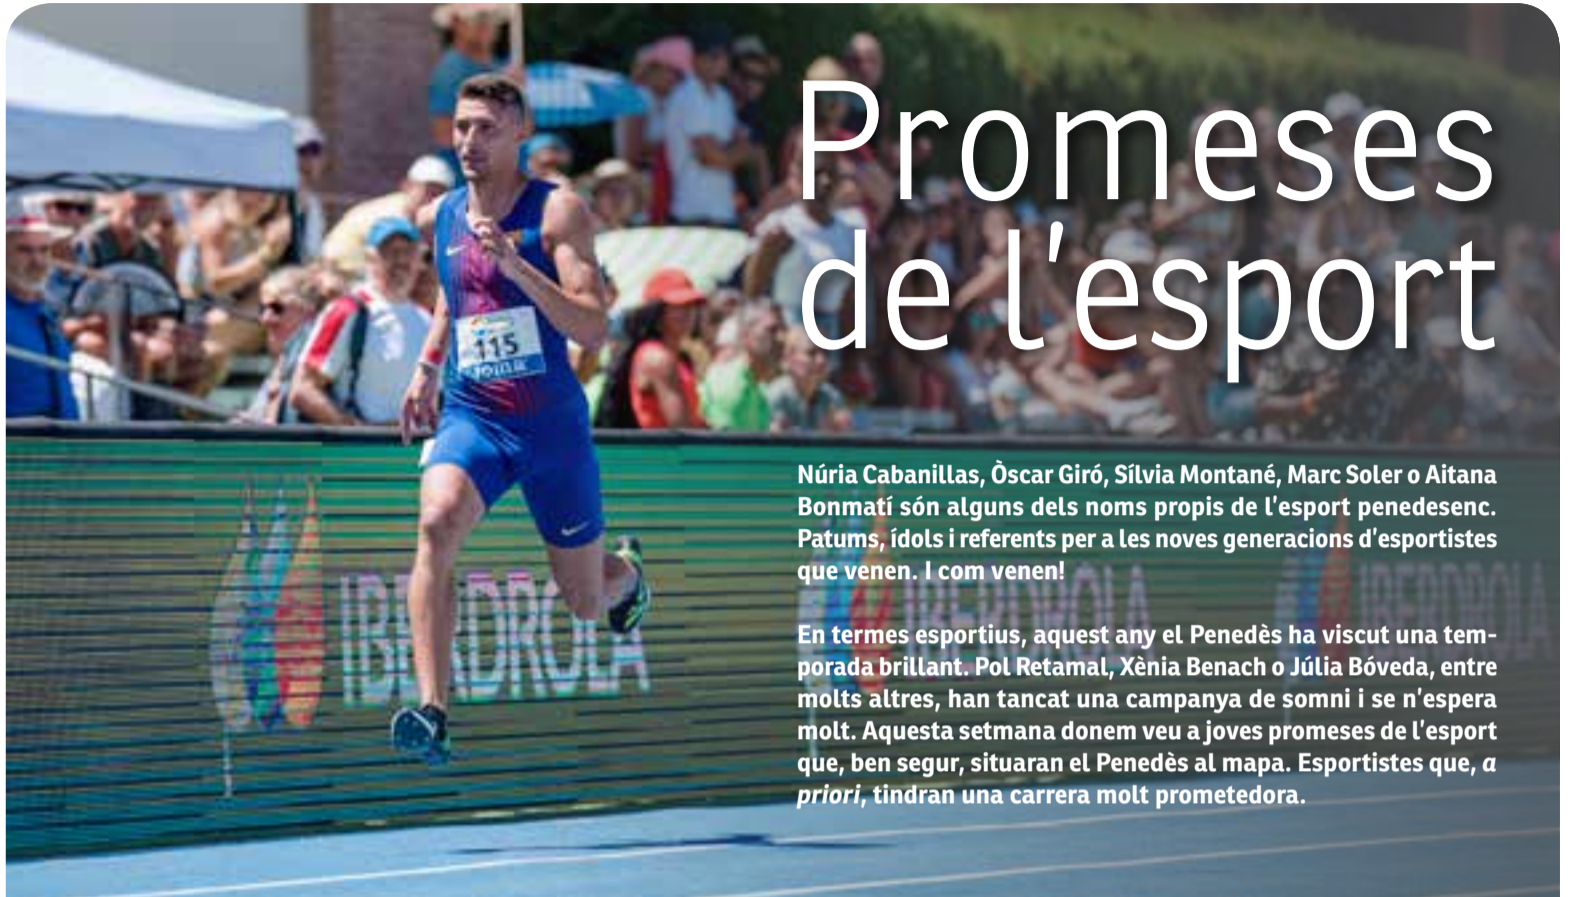 Promeses
de l'esport
115
IBERDROLA
IBERDROLA
IBERDROLA
Núria Cabanillas, Òscar Giró, Sílvia Montané, Marc Soler o Aitana
Bonmatí són alguns dels noms propis de l'esport penedesenc.
Patums, ídols i referents per a les noves generacions d'esportistes
que venen. I com venen!
En termes esportius, aquest any el Penedès ha viscut una tem-
porada brillant. Pol Retamal, Xènia Benach o Júlia Bóveda, entre
molts altres, han tancat una campanya de somni i se n'espera
molt. Aquesta setmana donem veu a joves promeses de l'esport
que, ben segur, situaran el Penedès al mapa. Esportistes que, a
priori, tindran una carrera molt prometedora.